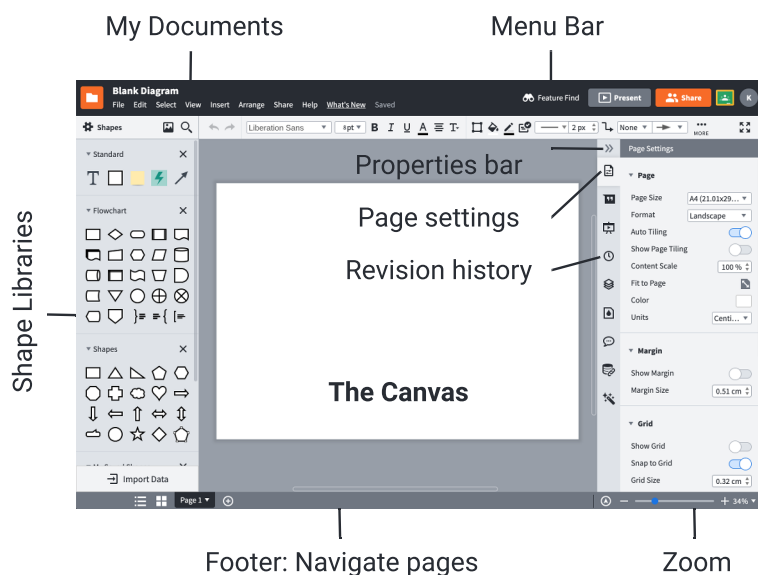 My Documents
Menu Bar
Blank Diagram
File Edit Select View Insert Arrange Share Help What's New Saved
Feature Find
Present
Share
K
Shapes
Liberation Sans
8 pt
B I U A T
2 px
None
MORE
Standard
T
Flowchart
Shapes
Import Data
Shape Libraries
Properties bar
Page settings
Revision history
The Canvas
Page Settings
Page
Page Size A4 (21.01x29...
Format Landscape
Auto Tiling
Show Page Tiling
Content Scale 100 %
Fit to Page
Color
Units Centi...
Margin
Show Margin
Margin Size 0.51 cm
Grid
Show Grid
Snap to Grid
Grid Size 0.32 cm
Page 1
34%
Footer: Navigate pages
Zoom